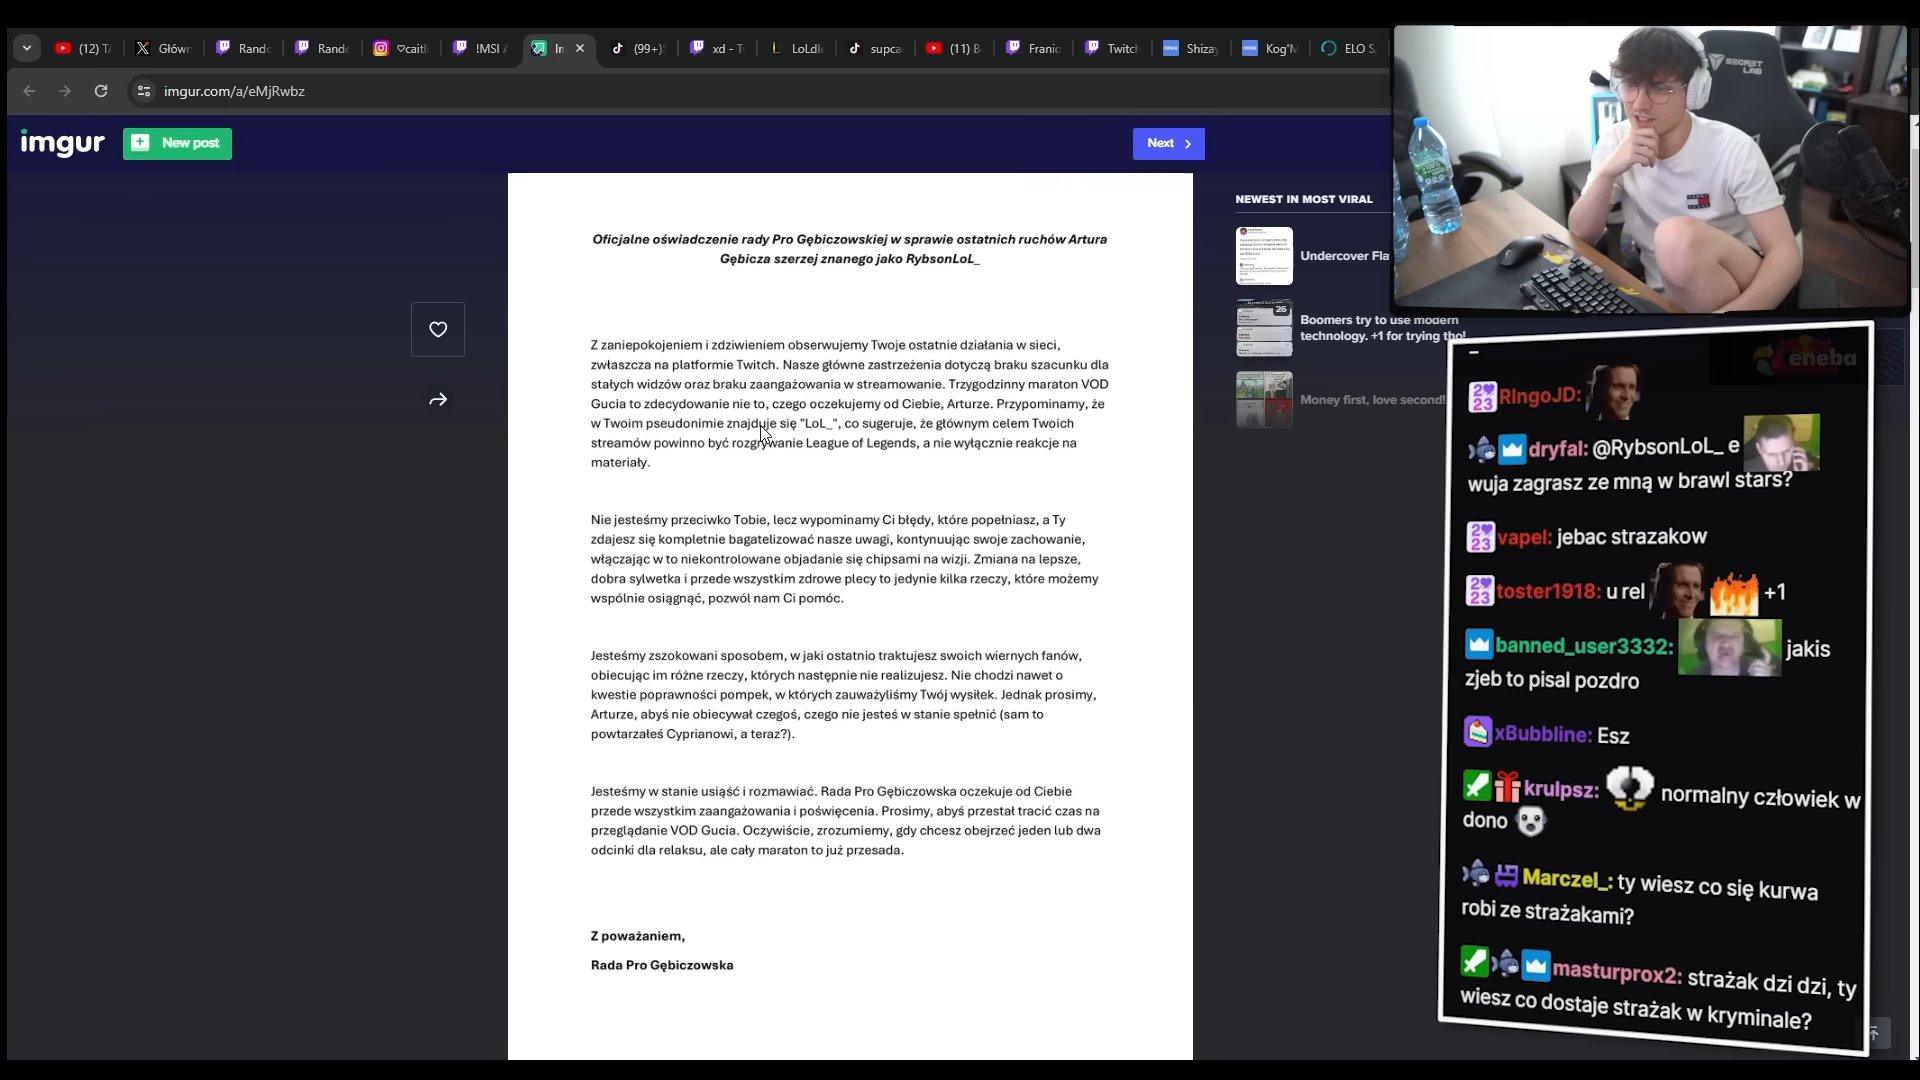 (12) TA
Główn
Rando
Rando
♡caitl
!MSI A
In
(99+)
xd - Tw
LoLdle
supca
(11) B
Franio
Twitch
Shizay
Kog'M
ELO S
imgur.com/a/eMjRwbz
imgur
New post
Next
Oficjalne oświadczenie rady Pro Gębiczowskiej w sprawie ostatnich ruchów Artura
Gębicza szerzej znanego jako RybsonLoL_
Z zaniepokojeniem i zdziwieniem obserwujemy Twoje ostatnie działania w sieci,
zwłaszcza na platformie Twitch. Nasze główne zastrzeżenia dotyczą braku szacunku dla
stałych widzów oraz braku zaangażowania w streamowanie. Trzygodzinny maraton VOD
Gucia to zdecydowanie nie to, czego oczekujemy od Ciebie, Arturze. Przypominamy, że
w Twoim pseudonimie znajduje się "LoL_", co sugeruje, że głównym celem Twoich
streamów powinno być rozgrywanie League of Legends, a nie wyłącznie reakcje na
materiały.
Nie jesteśmy przeciwko Tobie, lecz wypominamy Ci błędy, które popełniasz, a Ty
zdajesz się kompletnie bagatelizować nasze uwagi, kontynuując swoje zachowanie,
włączając w to niekontrolowane objadanie się chipsami na wizji. Zmiana na lepsze,
dobra sylwetka i przede wszystkim zdrowe plecy to jedynie kilka rzeczy, które możemy
wspólnie osiągnąć, pozwól nam Ci pomóc.
Jesteśmy zszokowani sposobem, w jaki ostatnio traktujesz swoich wiernych fanów,
obiecując im różne rzeczy, których następnie nie realizujesz. Nie chodzi nawet o
kwestie poprawności pompek, w których zauważyliśmy Twój wysiłek. Jednak prosimy,
Arturze, abyś nie obiecywał czegoś, czego nie jesteś w stanie spełnić (sam to
powtarzałeś Cyprianowi, a teraz?).
Jesteśmy w stanie usiąść i rozmawiać. Rada Pro Gębiczowska oczekuje od Ciebie
przede wszystkim zaangażowania i poświęcenia. Prosimy, abyś przestał tracić czas na
przeglądanie VOD Gucia. Oczywiście, zrozumiemy, gdy chcesz obejrzeć jeden lub dwa
odcinki dla relaksu, ale cały maraton to już przesada.
Z poważaniem,
Rada Pro Gębiczowska
NEWEST IN MOST VIRAL
Undercover Fla
26
Boomers try to use modern
technology. +1 for trying tho!
Money first, love second!
SECRET
LAB
eneba
RIngoJD:
dryfal: @RybsonLoL_ e
wuja zagrasz ze mną w brawl stars?
vapel: jebac strazakow
toster1918: u rel +1
banned_user3332: jakis
zjeb to pisal pozdro
xBubbline: Esz
krulpsz: normalny człowiek w
dono
Marczel_: ty wiesz co się kurwa
robi ze strażakami?
masturprox2: strażak dzi dzi, ty
wiesz co dostaje strażak w kryminale?